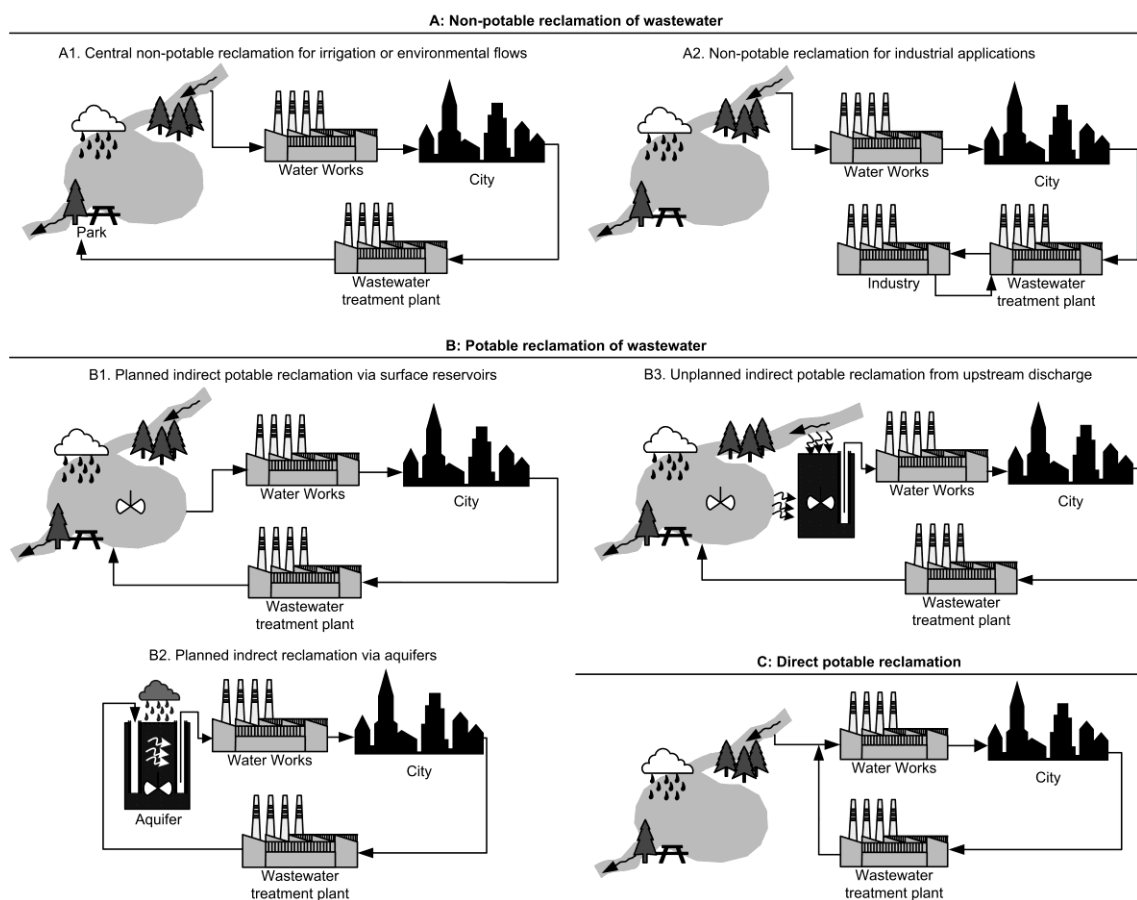 A: Non-potable reclamation of wastewater
A1. Central non-potable reclamation for irrigation or environmental flows
Water Works
City
Park
Wastewater
treatment plant
A2. Non-potable reclamation for industrial applications
Water Works
City
Industry
Wastewater
treatment plant
B: Potable reclamation of wastewater
B1. Planned indirect potable reclamation via surface reservoirs
Water Works
City
Wastewater
treatment plant
B3. Unplanned indirect potable reclamation from upstream discharge
Water Works
City
Wastewater
treatment plant
B2. Planned indrect reclamation via aquifers
Water Works
City
Aquifer
Wastewater
treatment plant
C: Direct potable reclamation
Water Works
City
Wastewater
treatment plant